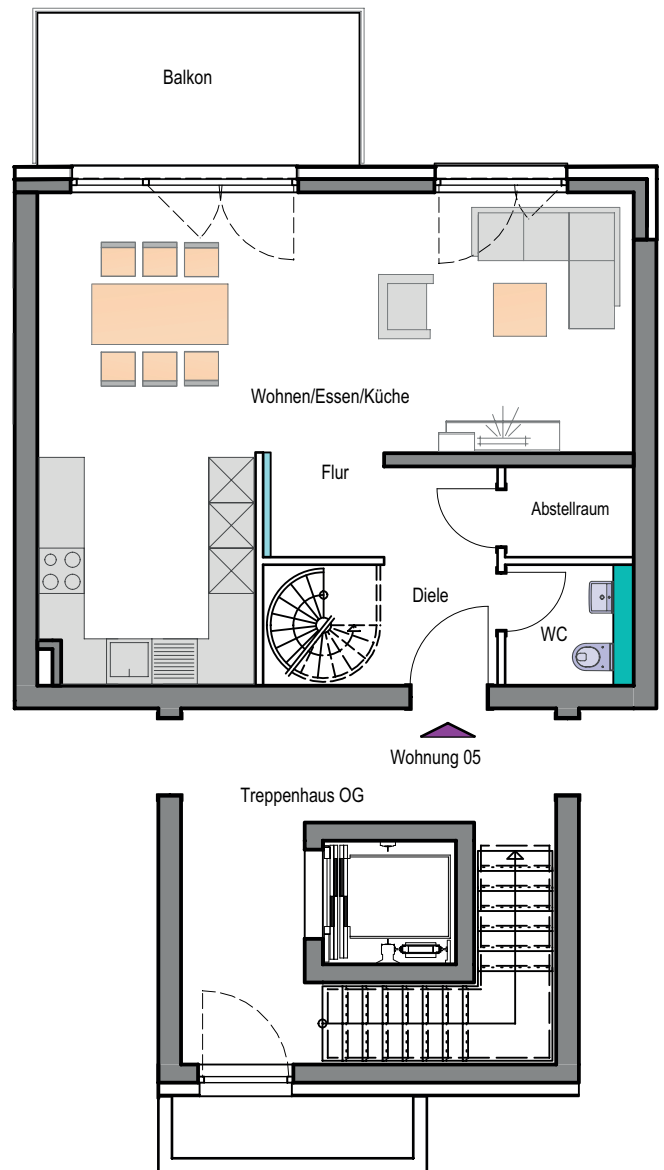 Balkon
Wohnen/Essen/Küche
Flur
Abstellraum
Diele
WC
Wohnung 05
Treppenhaus OG